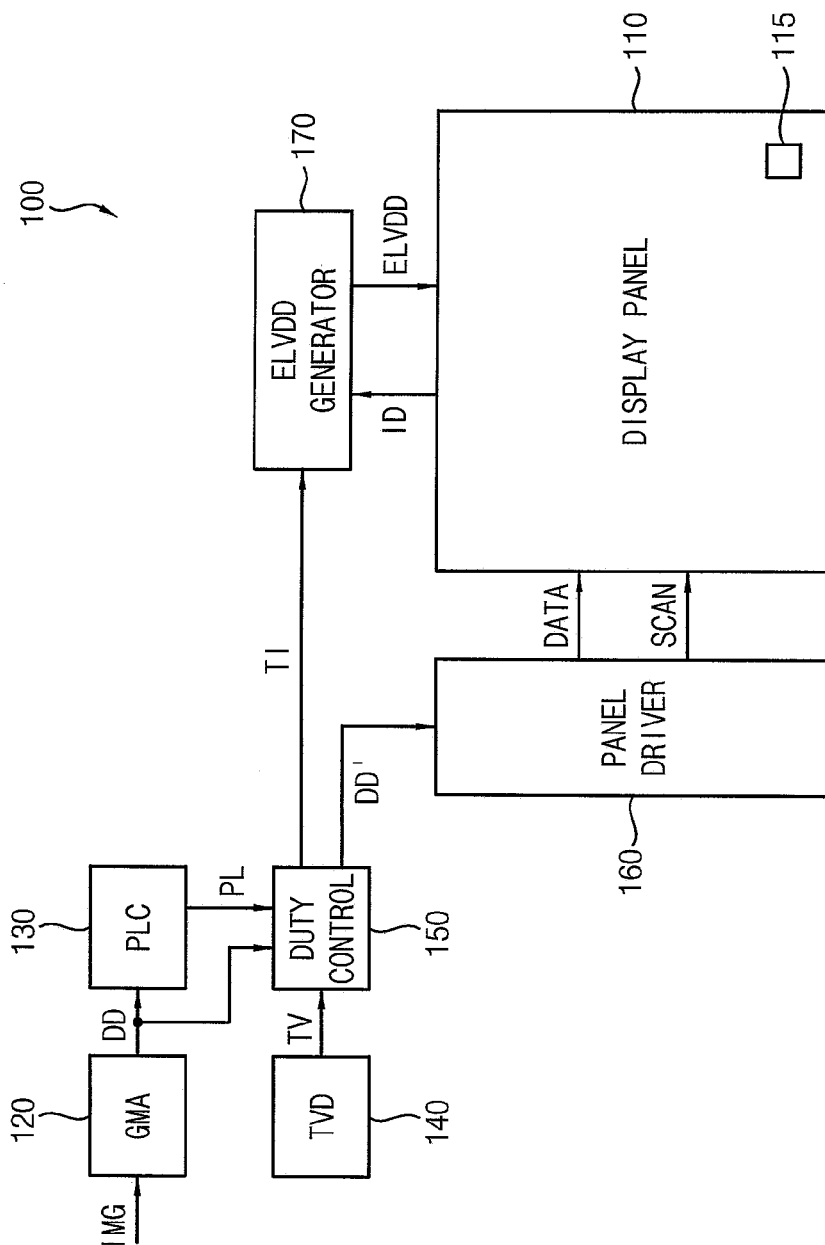 100
IMG
120
GMA
DD
130
PLC
PL
TVD
140
TV
DUTY
CONTROL
150
TI
DD'
170
ELVDD
GENERATOR
ID
ELVDD
160
PANEL
DRIVER
DATA
SCAN
DISPLAY PANEL
110
115